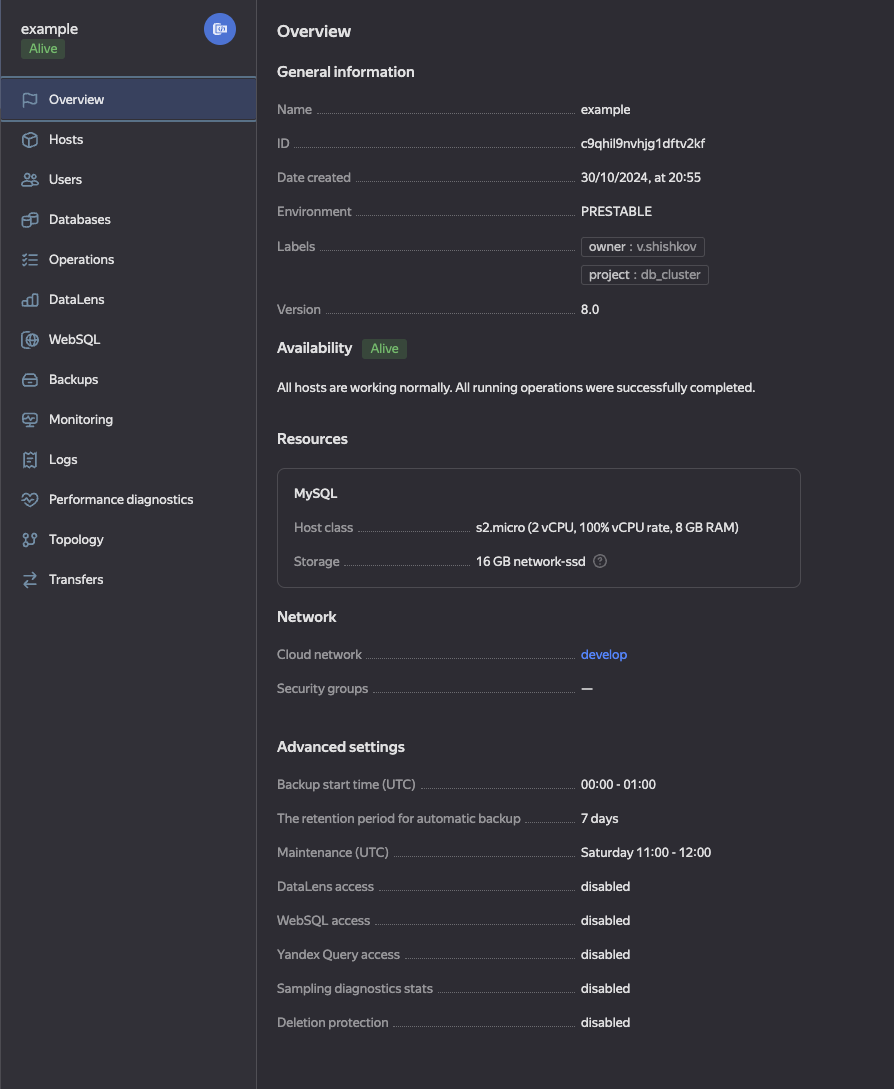 example
Alive
Overview
Hosts
Users
Databases
Operations
DataLens
WebSQL
Backups
Monitoring
Logs
Performance diagnostics
Topology
Transfers
Overview
General information
Name example
ID c9qhil9nvhjg1dftv2kf
Date created 30/10/2024, at 20:55
Environment PRESTABLE
Labels owner : v.shishkov
project : db_cluster
Version 8.0
Availability Alive
All hosts are working normally. All running operations were successfully completed.
Resources
MySQL
Host class s2.micro (2 vCPU, 100% vCPU rate, 8 GB RAM)
Storage 16 GB network-ssd ?
Network
Cloud network develop
Security groups —
Advanced settings
Backup start time (UTC) 00:00 - 01:00
The retention period for automatic backup 7 days
Maintenance (UTC) Saturday 11:00 - 12:00
DataLens access disabled
WebSQL access disabled
Yandex Query access disabled
Sampling diagnostics stats disabled
Deletion protection disabled